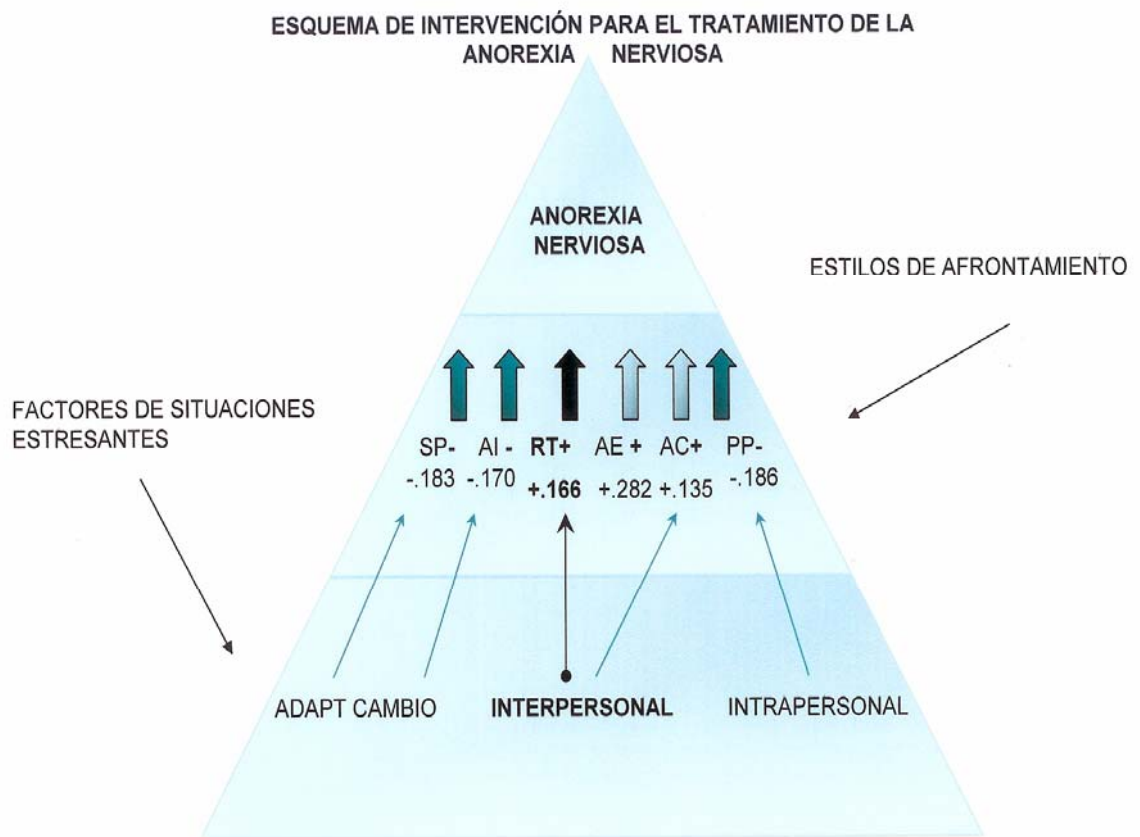 ESQUEMA DE INTERVENCIÓN PARA EL TRATAMIENTO DE LA
ANOREXIA NERVIOSA
ANOREXIA
NERVIOSA
ESTILOS DE AFRONTAMIENTO
FACTORES DE SITUACIONES
ESTRESANTES
SP- AI - RT+ AE + AC+ PP-
-.183 -.170 +.166 +.282 +.135 -.186
ADAPT CAMBIO INTERPERSONAL INTRAPERSONAL